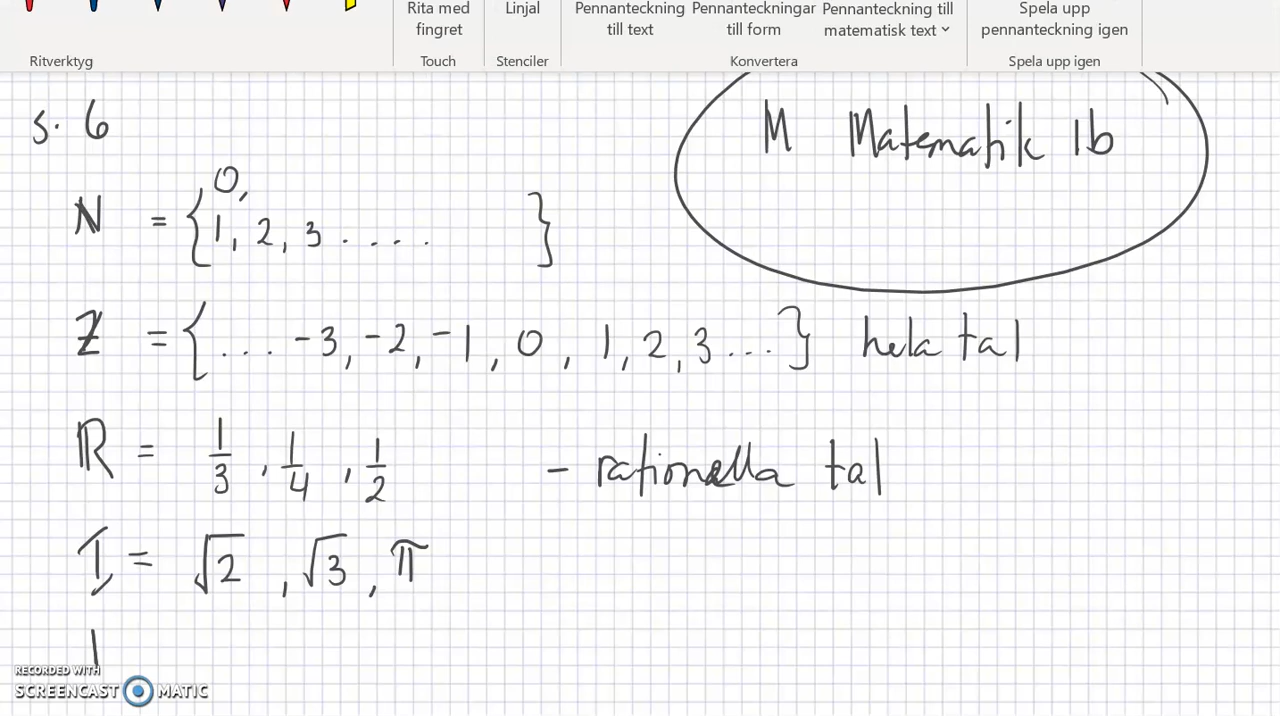 Rita med fingret
Linjal
Pennanteckning till text
Pennanteckningar till form
Pennanteckning till matematisk text
Spela upp pennanteckning igen
Ritverktyg
Touch
Stenciler
Konvertera
Spela upp igen
s. 6
M Matematik 1b
0,
N = { 1, 2, 3 . . . . }
Z = { ... -3, -2, -1, 0, 1, 2, 3 ... } hela tal
R = 1/3, 1/4, 1/2 - rationella tal
I = √2, √3, π
RECORDED WITH
SCREENCAST MATIC